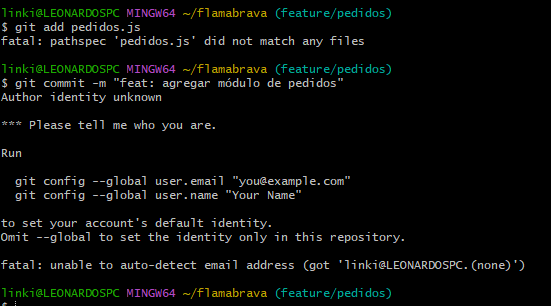 linki@LEONARDOSPC MINGW64 ~/flamabrava (feature/pedidos)
$ git add pedidos.js
fatal: pathspec 'pedidos.js' did not match any files
linki@LEONARDOSPC MINGW64 ~/flamabrava (feature/pedidos)
$ git commit -m "feat: agregar módulo de pedidos"
Author identity unknown
*** Please tell me who you are.
Run
git config --global user.email "you@example.com"
git config --global user.name "Your Name"
to set your account's default identity.
Omit --global to set the identity only in this repository.
fatal: unable to auto-detect email address (got 'linki@LEONARDOSPC.(none)')
linki@LEONARDOSPC MINGW64 ~/flamabrava (feature/pedidos)
$